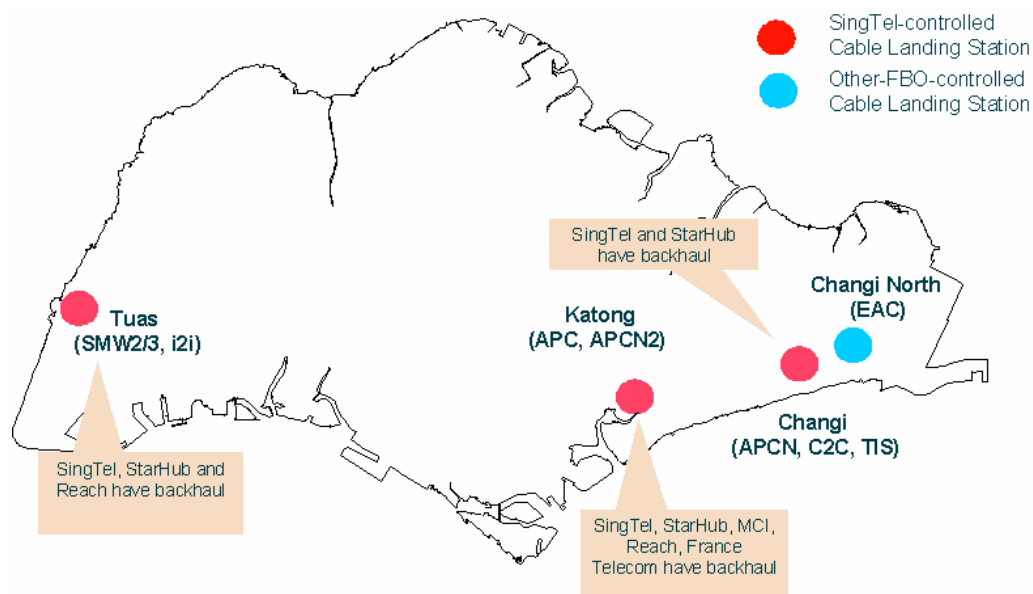 SingTel-controlled
Cable Landing Station
Other-FBO-controlled
Cable Landing Station
SingTel and StarHub
have backhaul
Changi North
(EAC)
Tuas
(SMW2/3, i2i)
Katong
(APC, APCN2)
Changi
(APCN, C2C, TIS)
SingTel, StarHub and
Reach have backhaul
SingTel, StarHub, MCI,
Reach, France
Telecom have backhaul